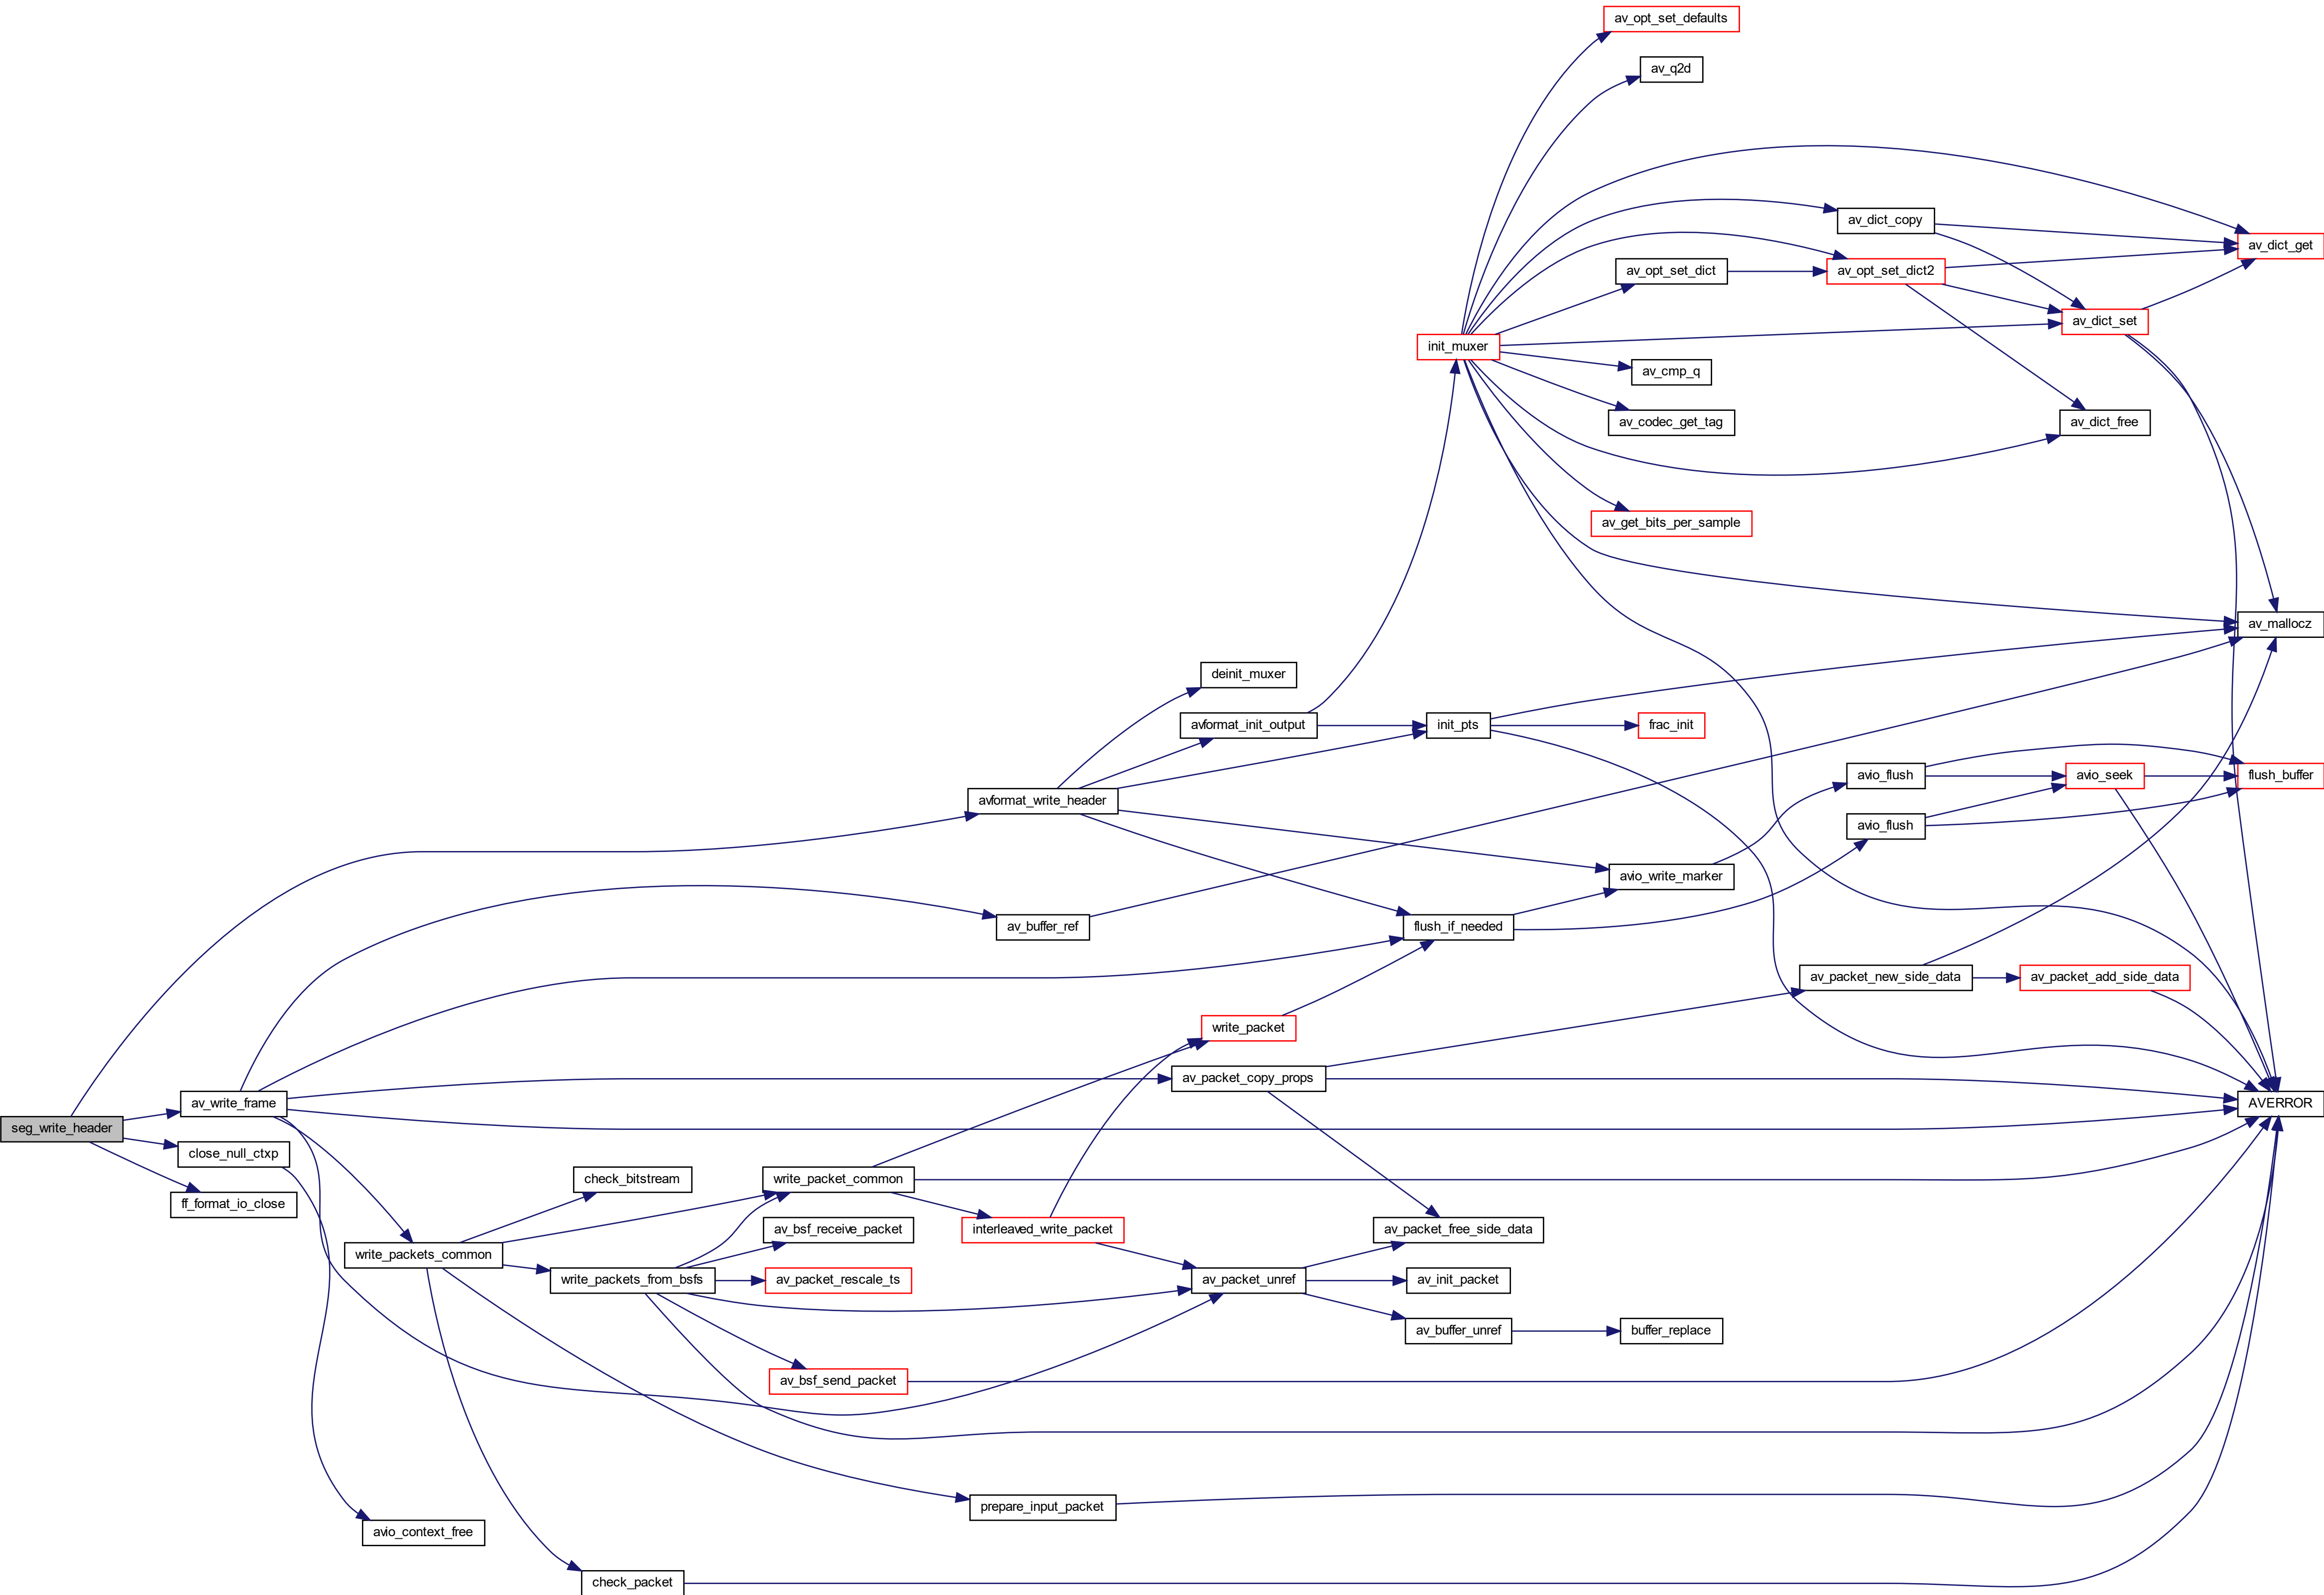 av_opt_set_defaults
av_q2d
av_dict_copy
av_dict_get
av_opt_set_dict
av_opt_set_dict2
av_dict_set
init_muxer
av_cmp_q
av_codec_get_tag
av_dict_free
av_get_bits_per_sample
av_mallocz
deinit_muxer
avformat_init_output
init_pts
frac_init
avio_flush
avio_seek
flush_buffer
avformat_write_header
avio_flush
avio_write_marker
av_buffer_ref
flush_if_needed
av_packet_new_side_data
av_packet_add_side_data
write_packet
av_packet_copy_props
av_write_frame
AVERROR
seg_write_header
close_null_ctxp
check_bitstream
write_packet_common
ff_format_io_close
av_bsf_receive_packet
interleaved_write_packet
av_packet_free_side_data
write_packets_common
write_packets_from_bsfs
av_packet_rescale_ts
av_packet_unref
av_init_packet
av_buffer_unref
buffer_replace
av_bsf_send_packet
prepare_input_packet
avio_context_free
check_packet